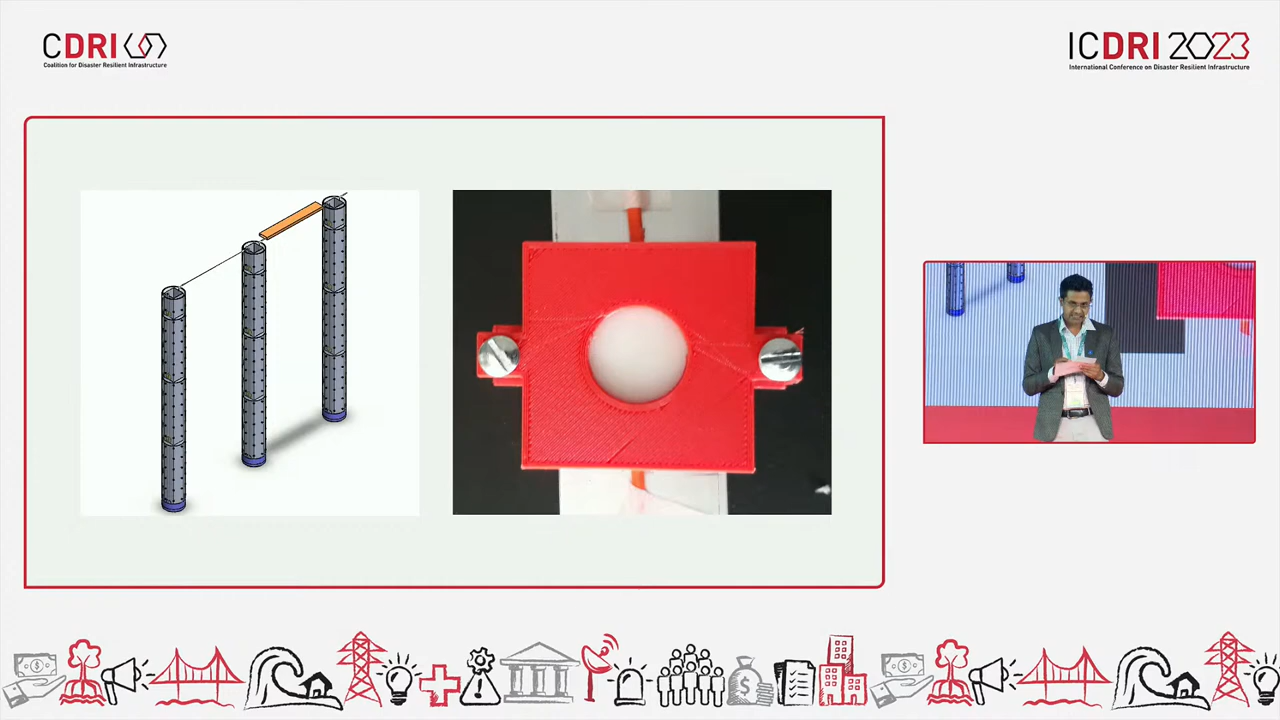 CDRI
Coalition for Disaster Resilient Infrastructure
ICDRI 2023
International Conference on Disaster Resilient Infrastructure